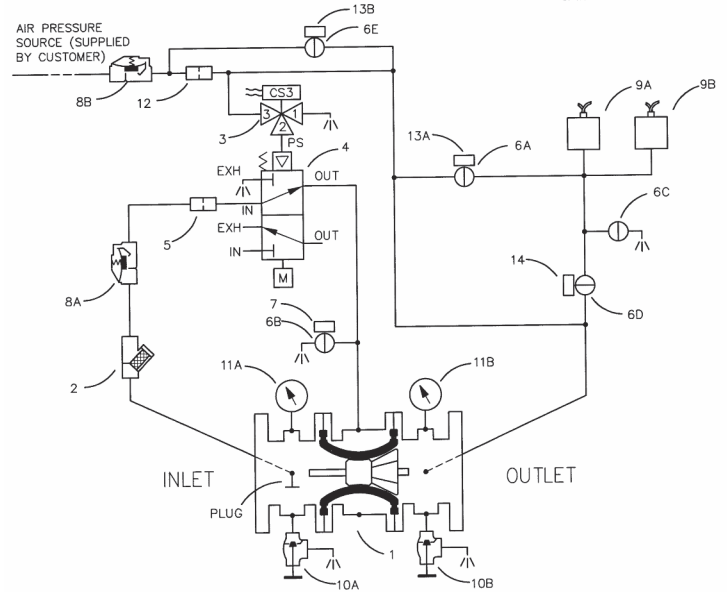 13B
6E
AIR PRESSURE
SOURCE (SUPPLIED
BY CUSTOMER)
8B
12
CS3
3
1
2
3
PS
4
9A
9B
13A
6A
EXH
OUT
IN
EXH
OUT
IN
M
5
6C
8A
14
6D
7
6B
2
11A
11B
INLET
OUTLET
PLUG
1
10A
10B